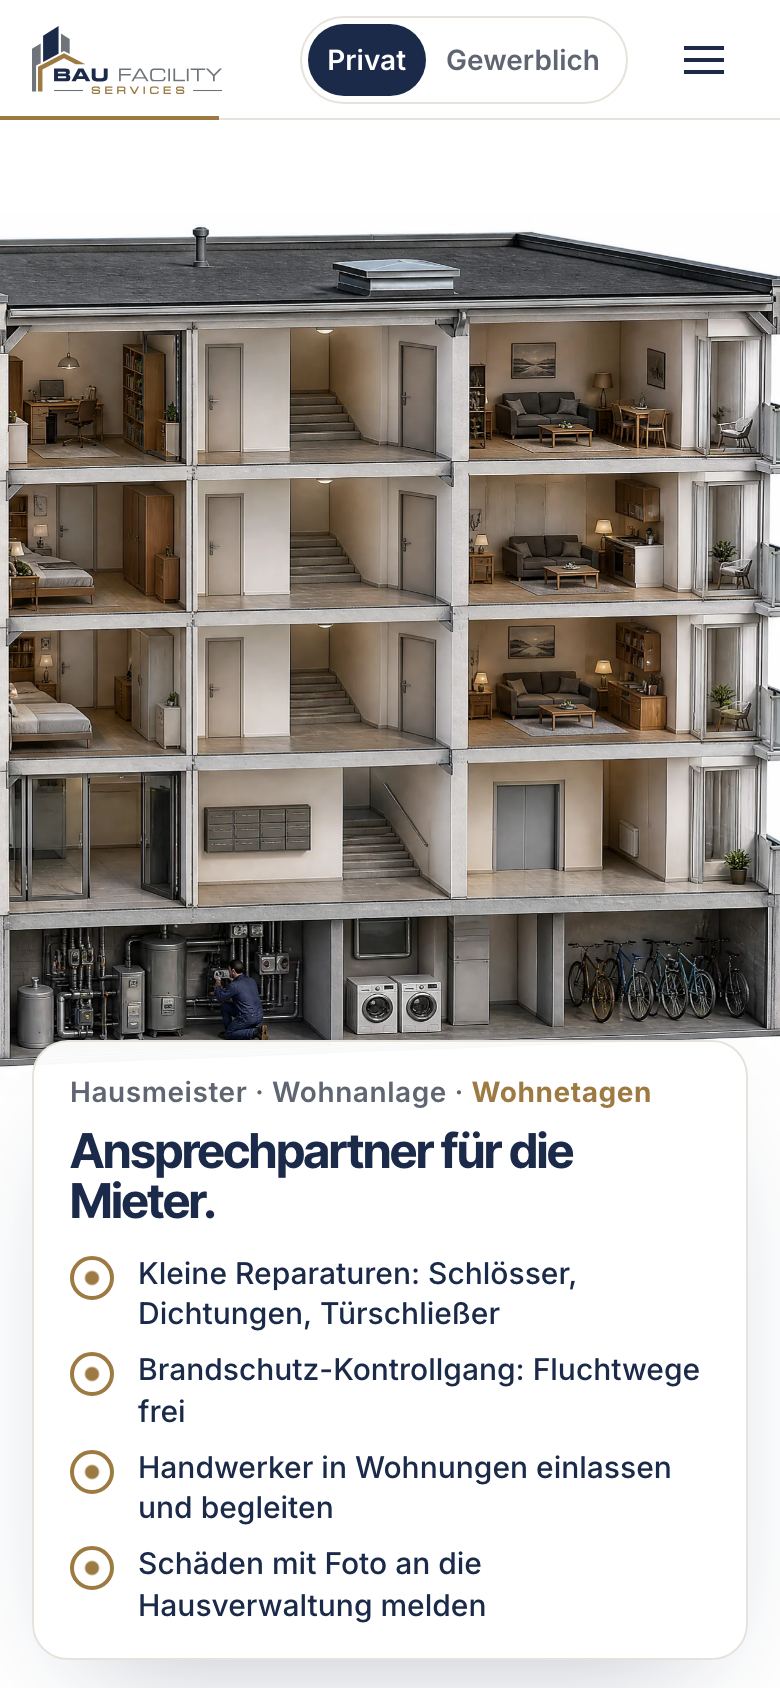 BAU FACILITY
SERVICES
Privat
Gewerblich
Hausmeister · Wohnanlage · Wohnetagen
Ansprechpartner für die
Mieter.
Kleine Reparaturen: Schlösser,
Dichtungen, Türschließer
Brandschutz-Kontrollgang: Fluchtwege
frei
Handwerker in Wohnungen einlassen
und begleiten
Schäden mit Foto an die
Hausverwaltung melden